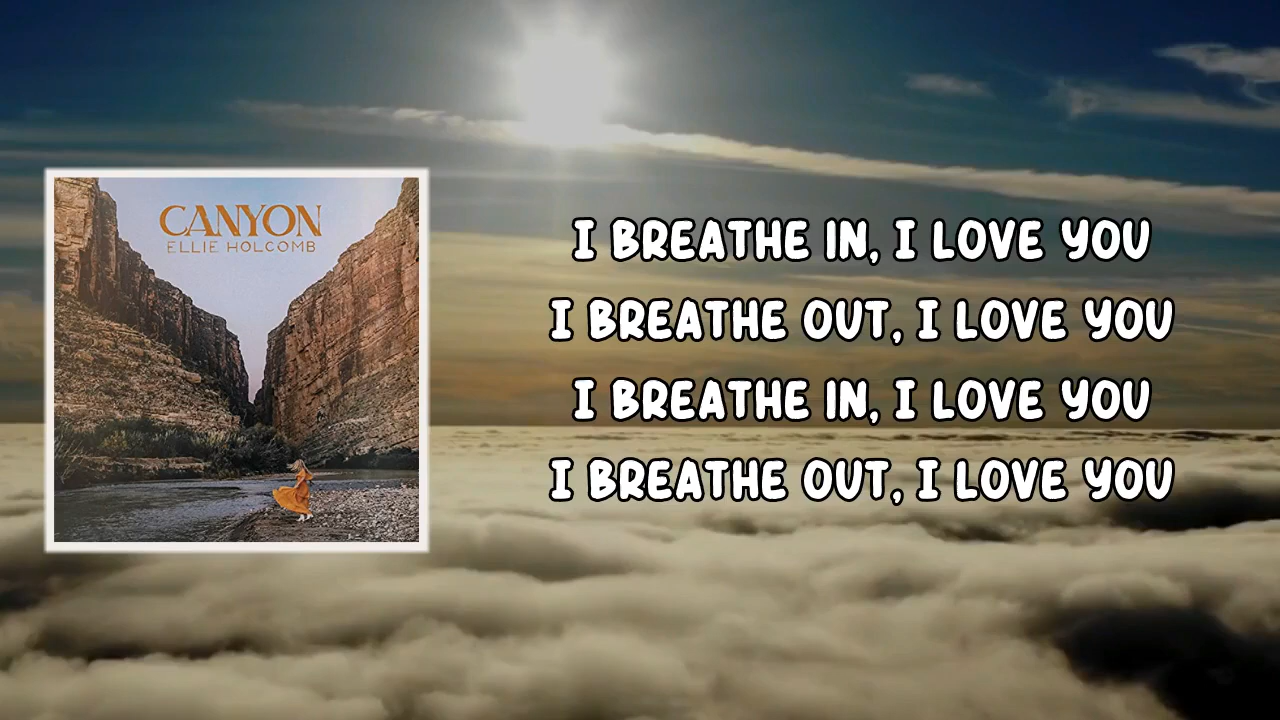 CANYON
ELLIE HOLCOMB
I BREATHE IN, I LOVE YOU
I BREATHE OUT, I LOVE YOU
I BREATHE IN, I LOVE YOU
I BREATHE OUT, I LOVE YOU